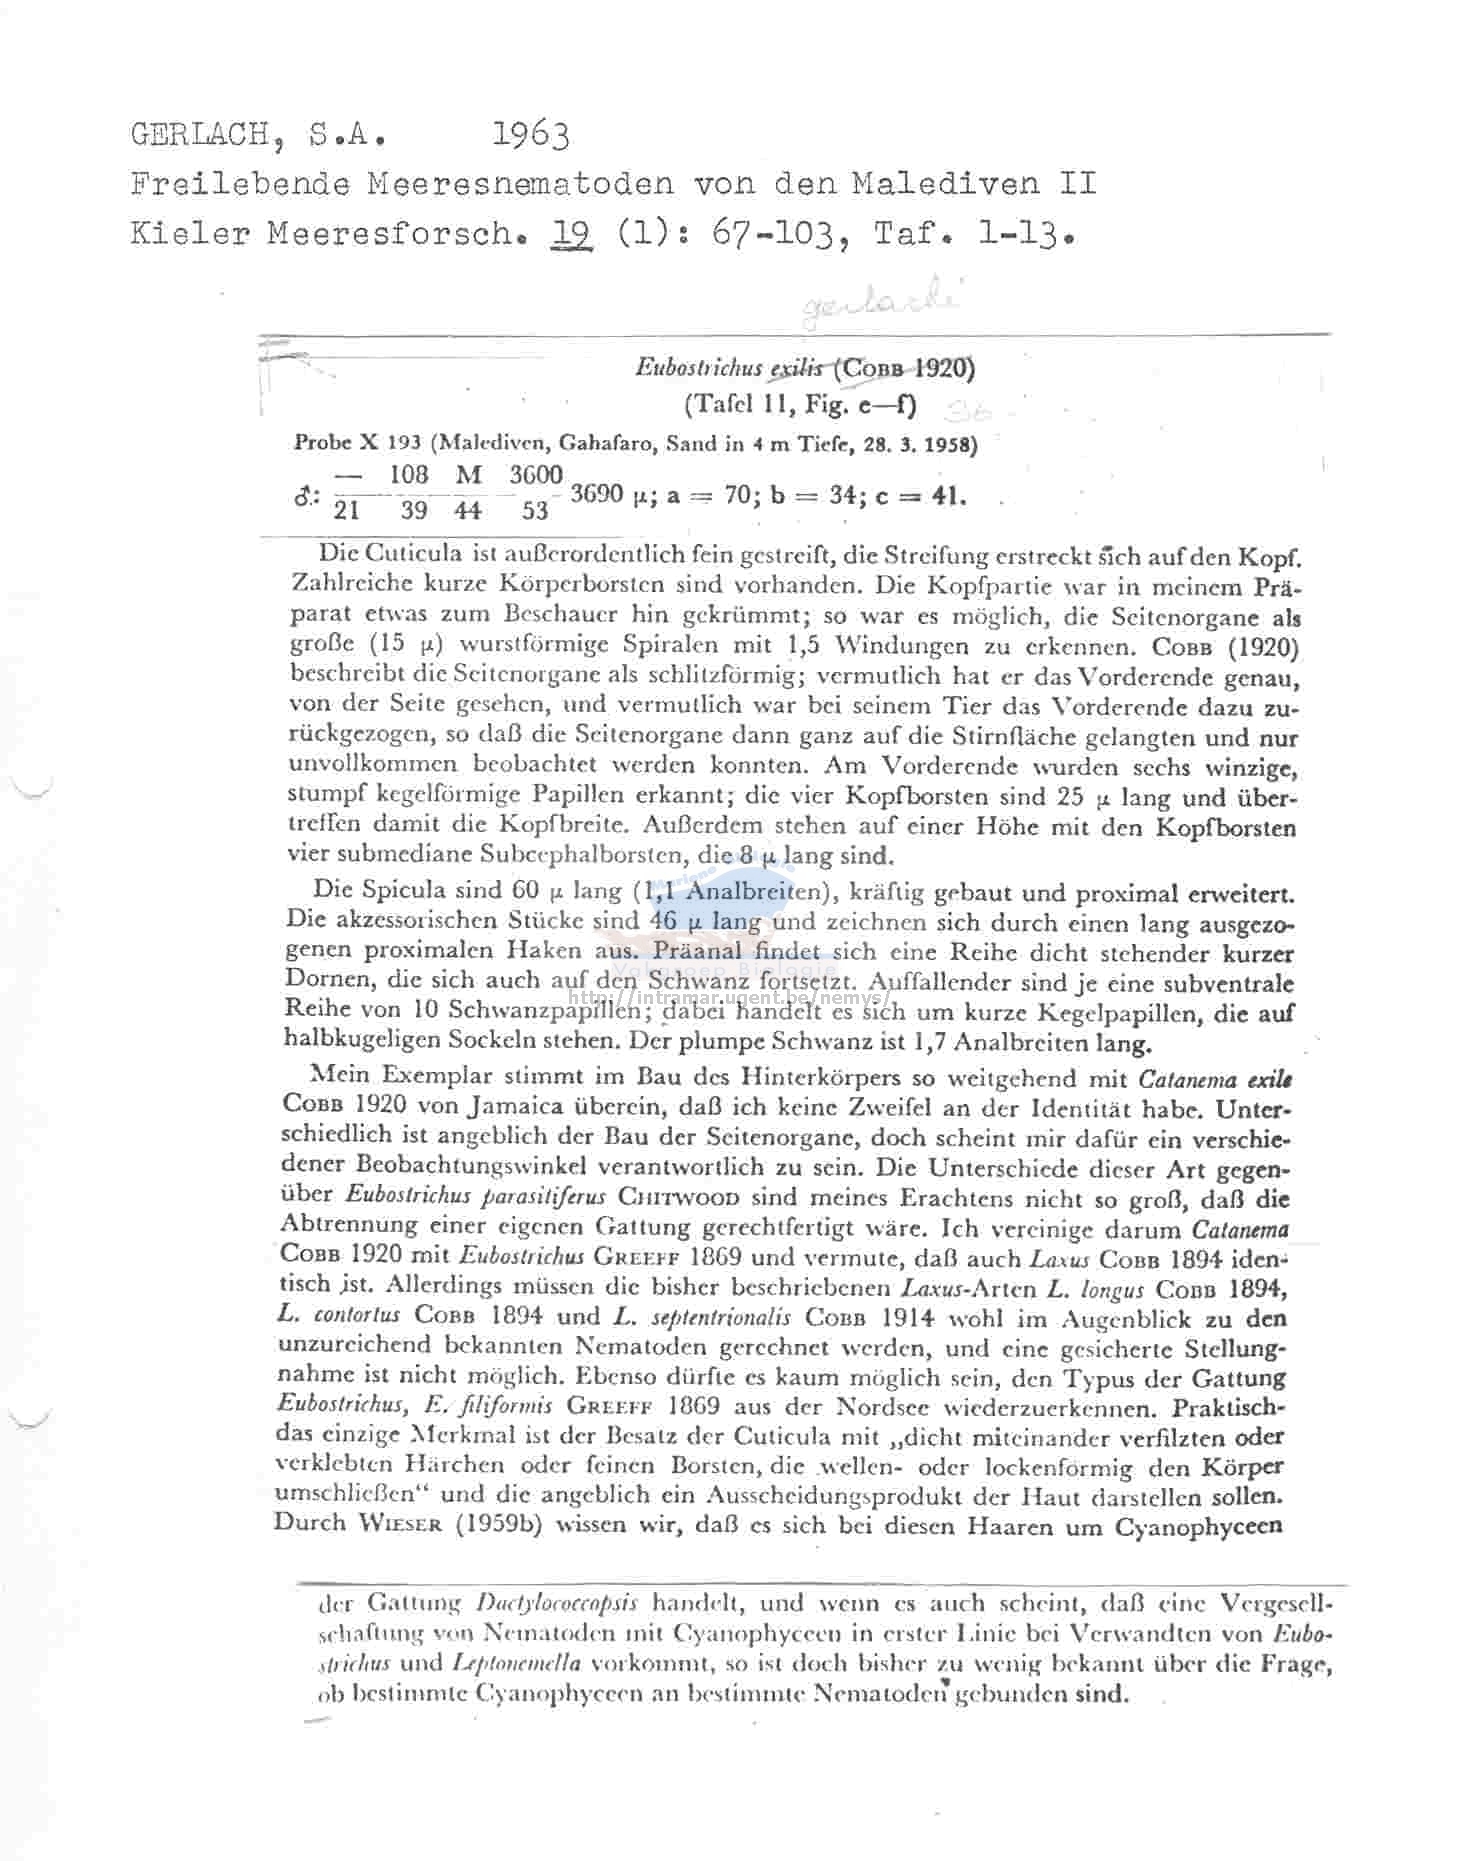 GERLACH, S.A. 1963
Freilebende Meeresnematoden von den Malediven II
Kieler Meeresforsch. 19 (1): 67-103, Taf. 1-13.
gerlachi
Eubostrichus exilis (COBB 1920)
(Tafel 11, Fig. e—f)
Probe X 193 (Malediven, Gahafaro, Sand in 4 m Tiefe, 28. 3. 1958)
— 108 M 3600
♂: 3690 µ; a = 70; b = 34; c = 41.
21 39 44 53
Die Cuticula ist außerordentlich fein gestreift, die Streifung erstreckt sich auf den Kopf.
Zahlreiche kurze Körperborsten sind vorhanden. Die Kopfpartie war in meinem Prä-
parat etwas zum Beschauer hin gekrümmt; so war es möglich, die Seitenorgane als
große (15 µ) wurstförmige Spiralen mit 1,5 Windungen zu erkennen. COBB (1920)
beschreibt die Seitenorgane als schlitzförmig; vermutlich hat er das Vorderende genau,
von der Seite gesehen, und vermutlich war bei seinem Tier das Vorderende dazu zu-
rückgezogen, so daß die Seitenorgane dann ganz auf die Stirnfläche gelangten und nur
unvollkommen beobachtet werden konnten. Am Vorderende wurden sechs winzige,
stumpf kegelförmige Papillen erkannt; die vier Kopfborsten sind 25 µ lang und über-
treffen damit die Kopfbreite. Außerdem stehen auf einer Höhe mit den Kopfborsten
vier submediane Subcephalborsten, die 8 µ lang sind.
Die Spicula sind 60 µ lang (1,1 Analbreiten), kräftig gebaut und proximal erweitert.
Die akzessorischen Stücke sind 46 µ lang und zeichnen sich durch einen lang ausgezo-
genen proximalen Haken aus. Präanal findet sich eine Reihe dicht stehender kurzer
Dornen, die sich auch auf den Schwanz fortsetzt. Auffallender sind je eine subventrale
Vakgroep Biologie
http://intramar.ugent.be/nemys/
Reihe von 10 Schwanzpapillen; dabei handelt es sich um kurze Kegelpapillen, die auf
halbkugeligen Sockeln stehen. Der plumpe Schwanz ist 1,7 Analbreiten lang.
Mein Exemplar stimmt im Bau des Hinterkörpers so weitgehend mit Catanema exile
COBB 1920 von Jamaica überein, daß ich keine Zweifel an der Identität habe. Unter-
schiedlich ist angeblich der Bau der Seitenorgane, doch scheint mir dafür ein verschie-
dener Beobachtungswinkel verantwortlich zu sein. Die Unterschiede dieser Art gegen-
über Eubostrichus parasitiferus CHITWOOD sind meines Erachtens nicht so groß, daß die
Abtrennung einer eigenen Gattung gerechtfertigt wäre. Ich vereinige darum Catanema
COBB 1920 mit Eubostrichus GREEFF 1869 und vermute, daß auch Laxus COBB 1894 iden-
tisch ist. Allerdings müssen die bisher beschriebenen Laxus-Arten L. longus COBB 1894,
L. contortus COBB 1894 und L. septentrionalis COBB 1914 wohl im Augenblick zu den
unzureichend bekannten Nematoden gerechnet werden, und eine gesicherte Stellung-
nahme ist nicht möglich. Ebenso dürfte es kaum möglich sein, den Typus der Gattung
Eubostrichus, E. filiformis GREEFF 1869 aus der Nordsee wiederzuerkennen. Praktisch-
das einzige Merkmal ist der Besatz der Cuticula mit „dicht miteinander verfilzten oder
verklebten Härchen oder feinen Borsten, die wellen- oder lockenförmig den Körper
umschließen“ und die angeblich ein Ausscheidungsprodukt der Haut darstellen sollen.
Durch WIESER (1959b) wissen wir, daß es sich bei diesen Haaren um Cyanophyceen
der Gattung Dactylococcopsis handelt, und wenn es auch scheint, daß eine Vergesell-
schaftung von Nematoden mit Cyanophyceen in erster Linie bei Verwandten von Eubo-
strichus und Leptonemella vorkommt, so ist doch bisher zu wenig bekannt über die Frage,
ob bestimmte Cyanophyceen an bestimmte Nematoden gebunden sind.